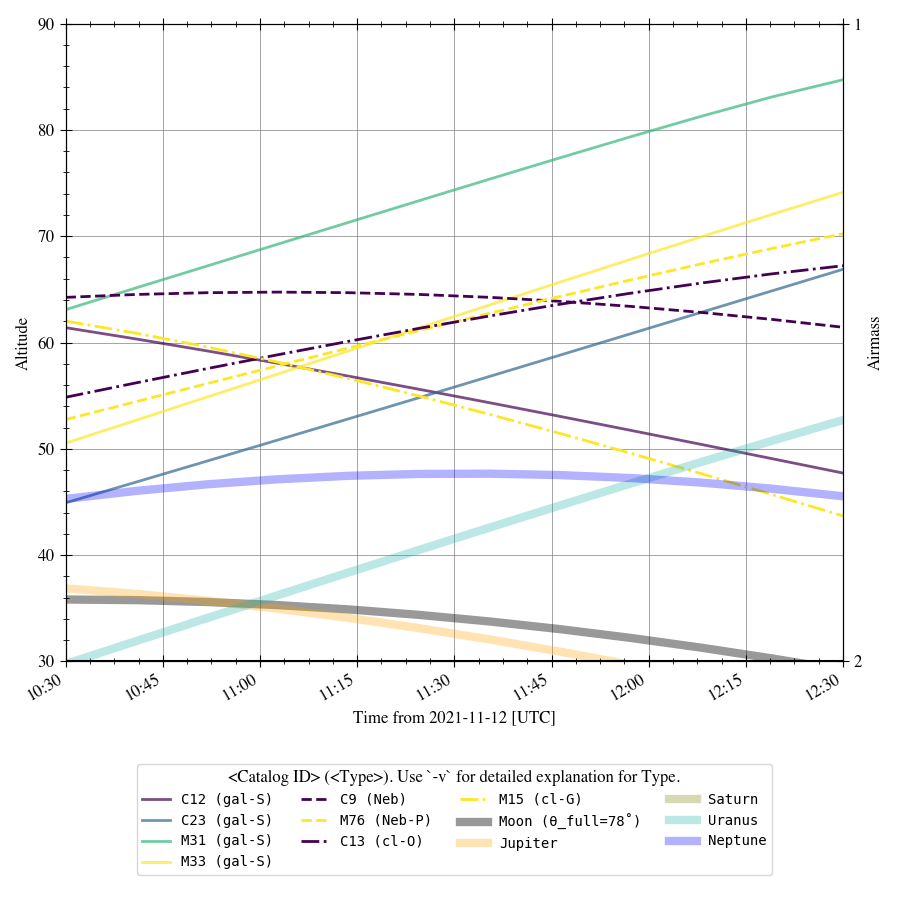 90
80
70
60
50
40
30
Altitude
1
2
Airmass
10:30 10:45 11:00 11:15 11:30 11:45 12:00 12:15 12:30
Time from 2021-11-12 [UTC]
<Catalog ID> (<Type>). Use `-v` for detailed explanation for Type.
C12 (gal-S)
C23 (gal-S)
M31 (gal-S)
M33 (gal-S)
C9 (Neb)
M76 (Neb-P)
C13 (cl-O)
M15 (cl-G)
Moon (θ_full=78˚)
Jupiter
Saturn
Uranus
Neptune